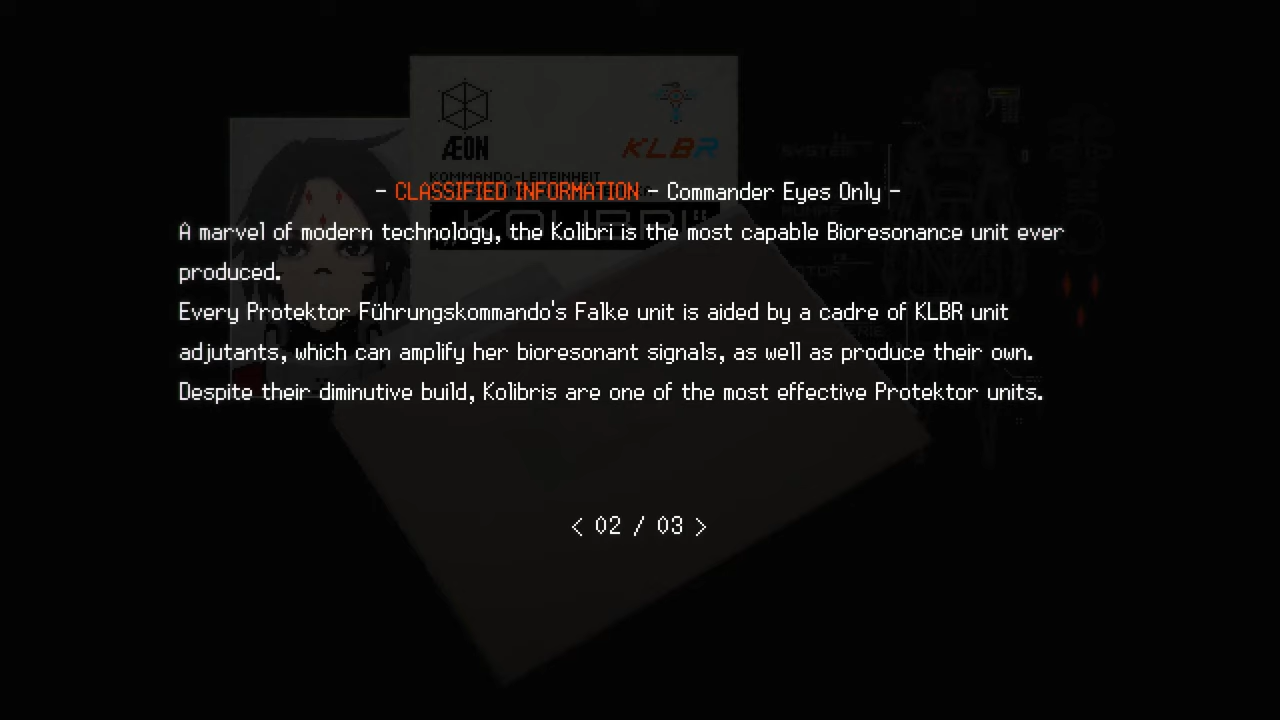 ÆON
KLBR
KOMMANDO-LEITEINHEIT
- CLASSIFIED INFORMATION - Commander Eyes Only -
"KOLIBRI"
A marvel of modern technology, the Kolibri is the most capable Bioresonance unit ever
produced.
Every Protektor Führungskommando's Falke unit is aided by a cadre of KLBR unit
adjutants, which can amplify her bioresonant signals, as well as produce their own.
Despite their diminutive build, Kolibris are one of the most effective Protektor units.
< 02 / 03 >